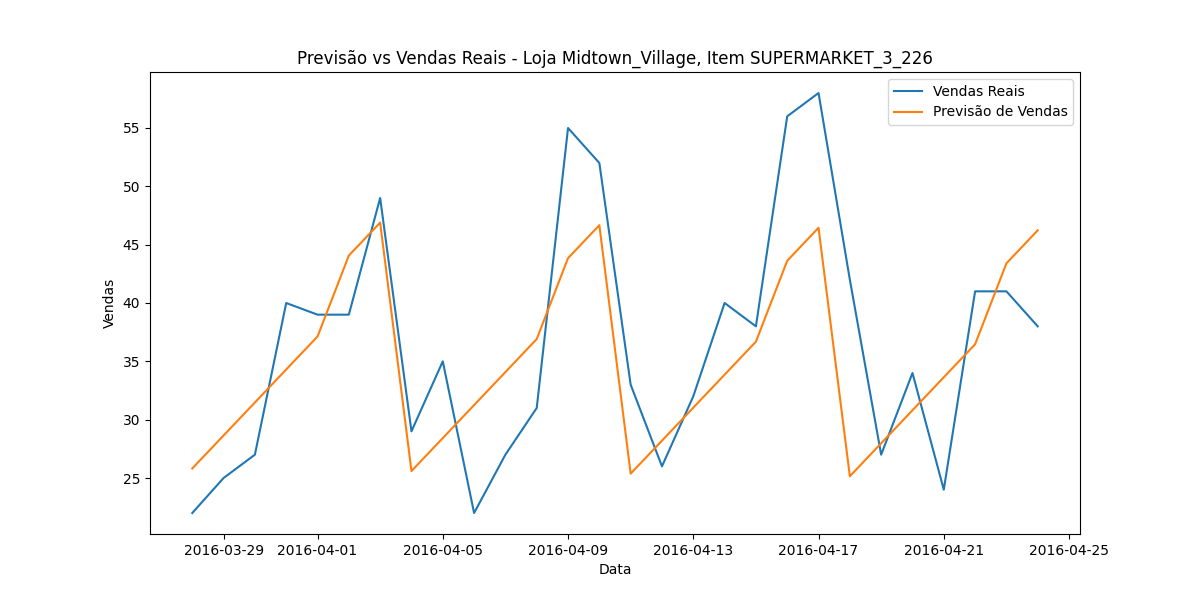 Previsão vs Vendas Reais - Loja Midtown_Village, Item SUPERMARKET_3_226
Vendas Reais
Previsão de Vendas
55
50
45
40
35
30
25
Vendas
2016-03-29 2016-04-01 2016-04-05 2016-04-09 2016-04-13 2016-04-17 2016-04-21 2016-04-25
Data